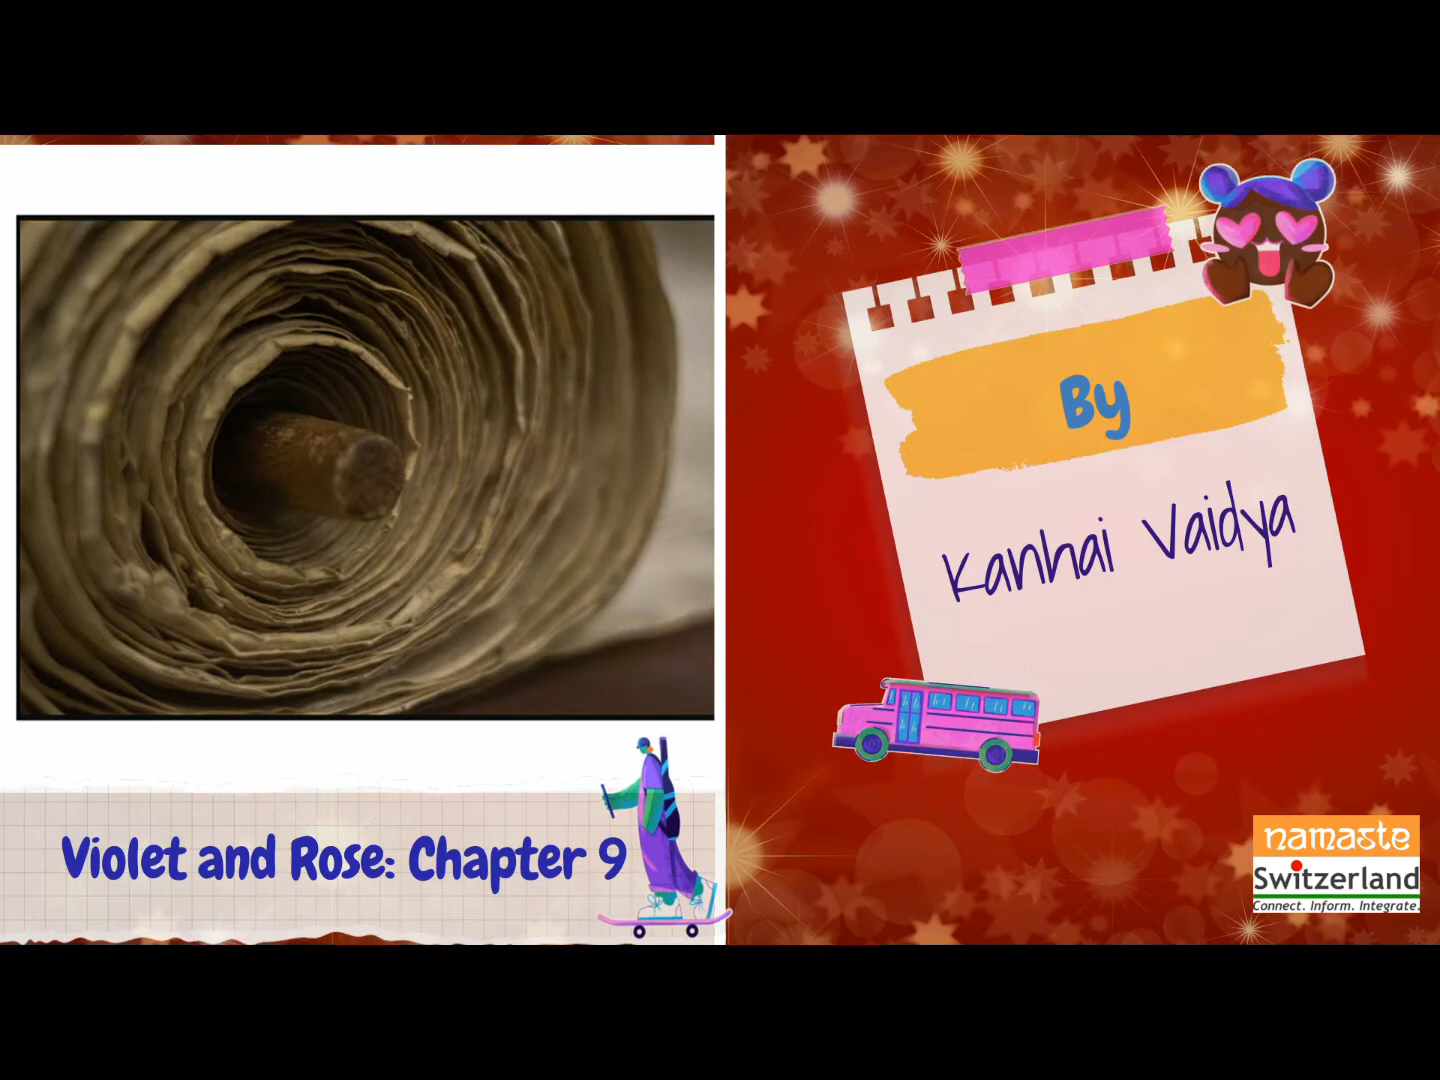 Violet and Rose: Chapter 9
By
Kanhai Vaidya
namaste
Switzerland
Connect. Inform. Integrate.